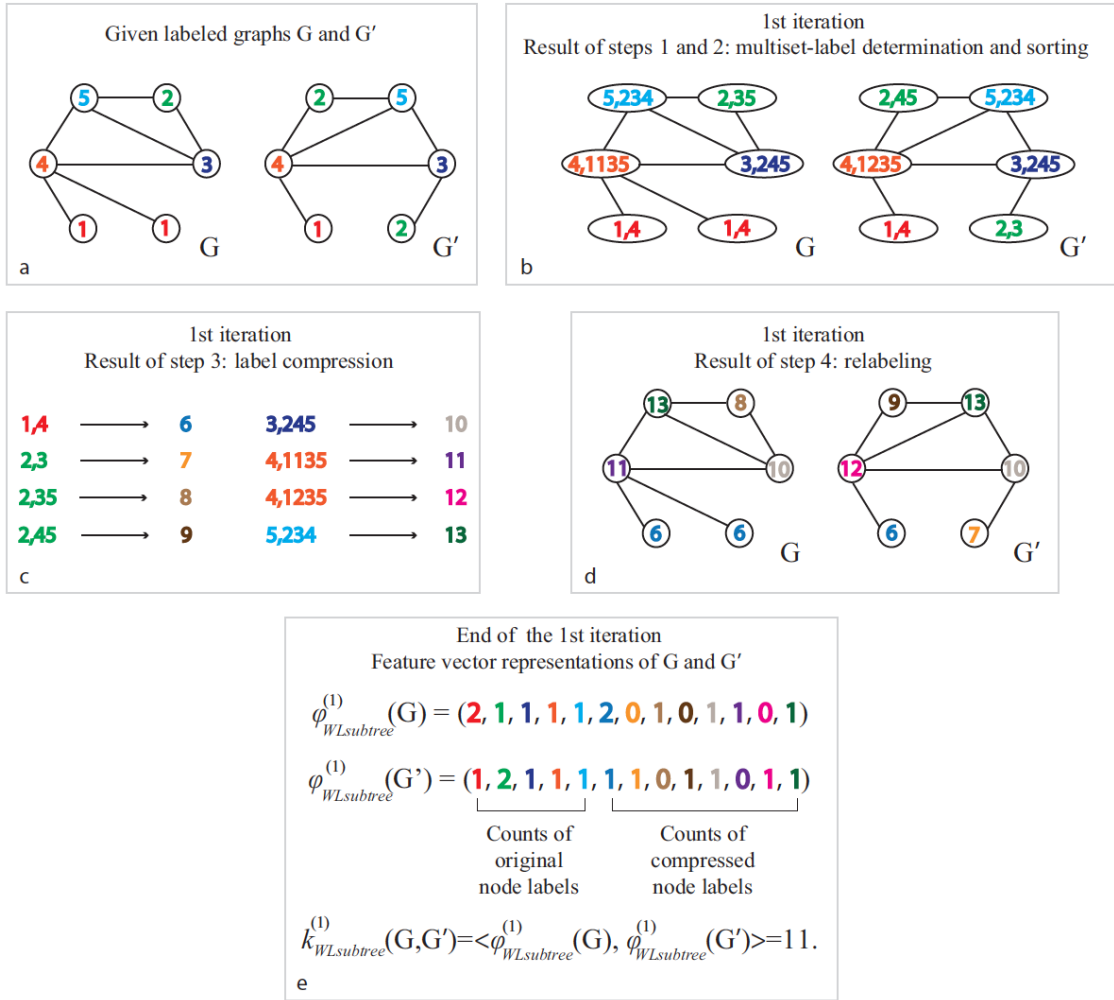 Given labeled graphs G and G′
5 2
4 3
1 1 G
2 5
4 3
1 2 G′
a
1st iteration
Result of steps 1 and 2: multiset-label determination and sorting
5,234 2,35
4,1135 3,245
1,4 1,4 G
2,45 5,234
4,1235 3,245
1,4 2,3 G′
b
1st iteration
Result of step 3: label compression
1,4 ⟶ 6
2,3 ⟶ 7
2,35 ⟶ 8
2,45 ⟶ 9
3,245 ⟶ 10
4,1135 ⟶ 11
4,1235 ⟶ 12
5,234 ⟶ 13
c
1st iteration
Result of step 4: relabeling
13 8
11 10
6 6 G
9 13
12 10
6 7 G′
d
End of the 1st iteration
Feature vector representations of G and G′
φ^(1)_WLsubtree(G) = (2, 1, 1, 1, 1, 2, 0, 1, 0, 1, 1, 0, 1)
φ^(1)_WLsubtree(G’) = (1, 2, 1, 1, 1, 1, 1, 0, 1, 1, 0, 1, 1)
Counts of
original
node labels
Counts of
compressed
node labels
k^(1)_WLsubtree(G,G′)=<φ^(1)_WLsubtree(G), φ^(1)_WLsubtree(G′)>=11.
e